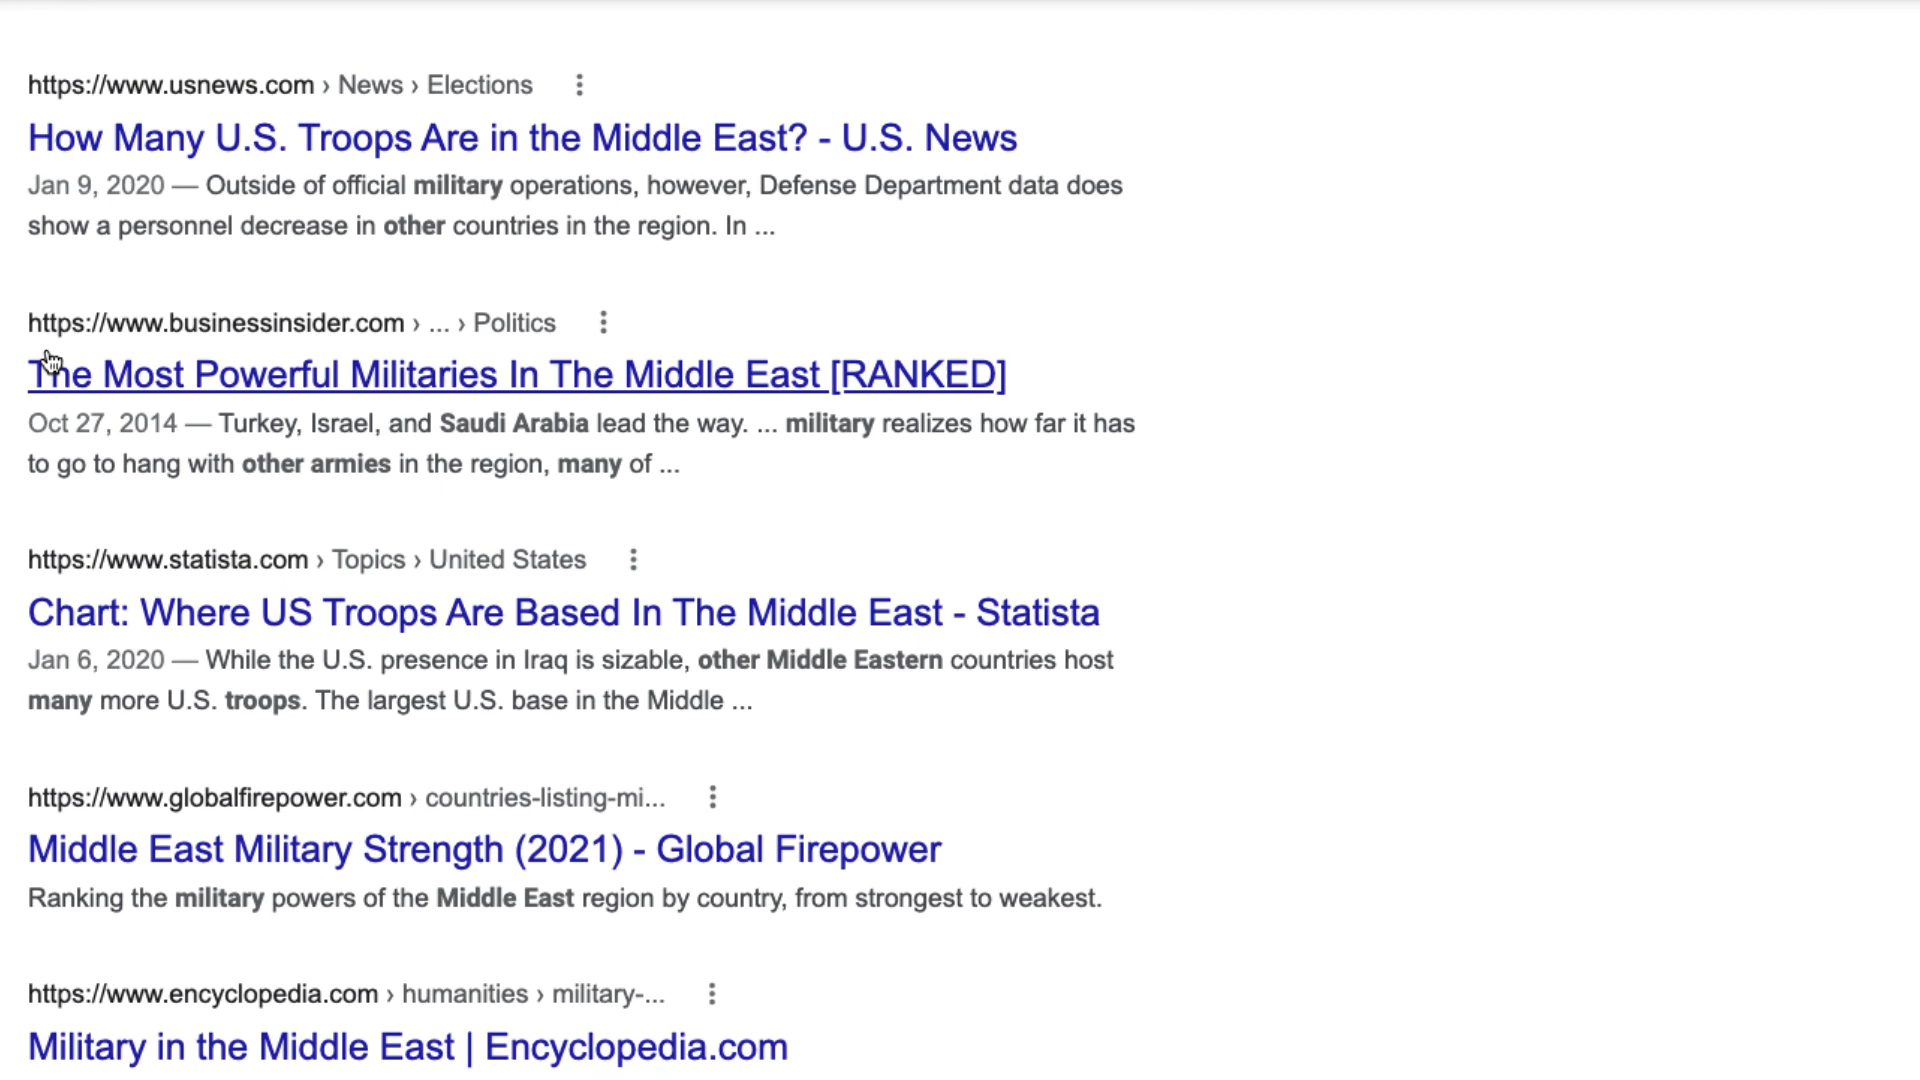 https://www.usnews.com › News › Elections
How Many U.S. Troops Are in the Middle East? - U.S. News
Jan 9, 2020 — Outside of official military operations, however, Defense Department data does
show a personnel decrease in other countries in the region. In ...
https://www.businessinsider.com › ... › Politics
The Most Powerful Militaries In The Middle East [RANKED]
Oct 27, 2014 — Turkey, Israel, and Saudi Arabia lead the way. ... military realizes how far it has
to go to hang with other armies in the region, many of ...
https://www.statista.com › Topics › United States
Chart: Where US Troops Are Based In The Middle East - Statista
Jan 6, 2020 — While the U.S. presence in Iraq is sizable, other Middle Eastern countries host
many more U.S. troops. The largest U.S. base in the Middle ...
https://www.globalfirepower.com › countries-listing-mi...
Middle East Military Strength (2021) - Global Firepower
Ranking the military powers of the Middle East region by country, from strongest to weakest.
https://www.encyclopedia.com › humanities › military-...
Military in the Middle East | Encyclopedia.com